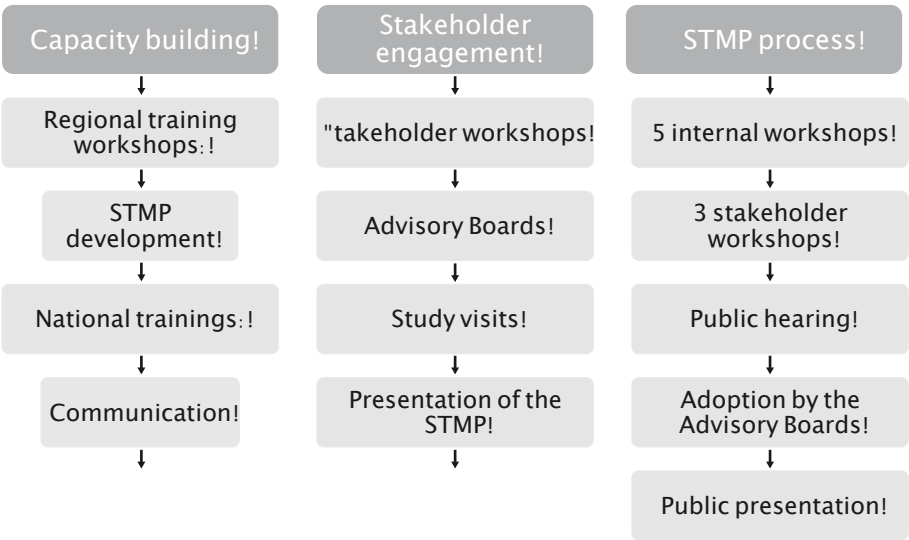 Capacity building!
Regional training
workshops:!
STMP
development!
National trainings:!
Communication!
Stakeholder
engagement!
"takeholder workshops!
Advisory Boards!
Study visits!
Presentation of the
STMP!
STMP process!
5 internal workshops!
3 stakeholder
workshops!
Public hearing!
Adoption by the
Advisory Boards!
Public presentation!